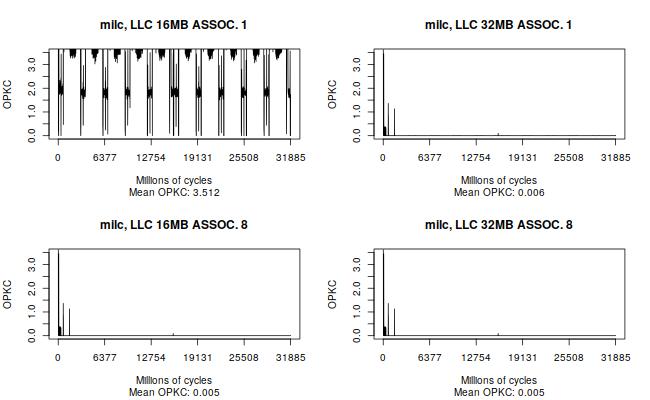 milc, LLC 16MB ASSOC. 1
OPKC
0.0 1.0 2.0 3.0
0 6377 12754 19131 25508 31885
Millions of cycles
Mean OPKC: 3.512
milc, LLC 32MB ASSOC. 1
OPKC
0.0 1.0 2.0 3.0
0 6377 12754 19131 25508 31885
Millions of cycles
Mean OPKC: 0.006
milc, LLC 16MB ASSOC. 8
OPKC
0.0 1.0 2.0 3.0
0 6377 12754 19131 25508 31885
Millions of cycles
Mean OPKC: 0.005
milc, LLC 32MB ASSOC. 8
OPKC
0.0 1.0 2.0 3.0
0 6377 12754 19131 25508 31885
Millions of cycles
Mean OPKC: 0.005